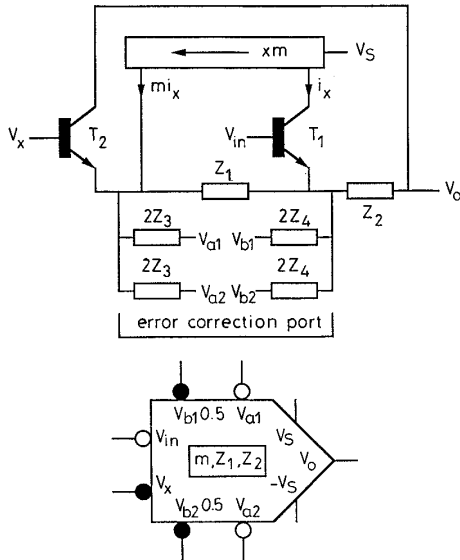 xm
V_S
mi_x
i_x
V_x
T_2
V_in
T_1
Z_1
Z_2
V_o
2Z_3
V_a1
V_b1
2Z_4
2Z_3
V_a2
V_b2
2Z_4
error correction port
V_b1 0.5 V_a1
V_in
V_S
m,Z_1,Z_2
V_o
V_x
-V_S
V_b2 0.5 V_a2